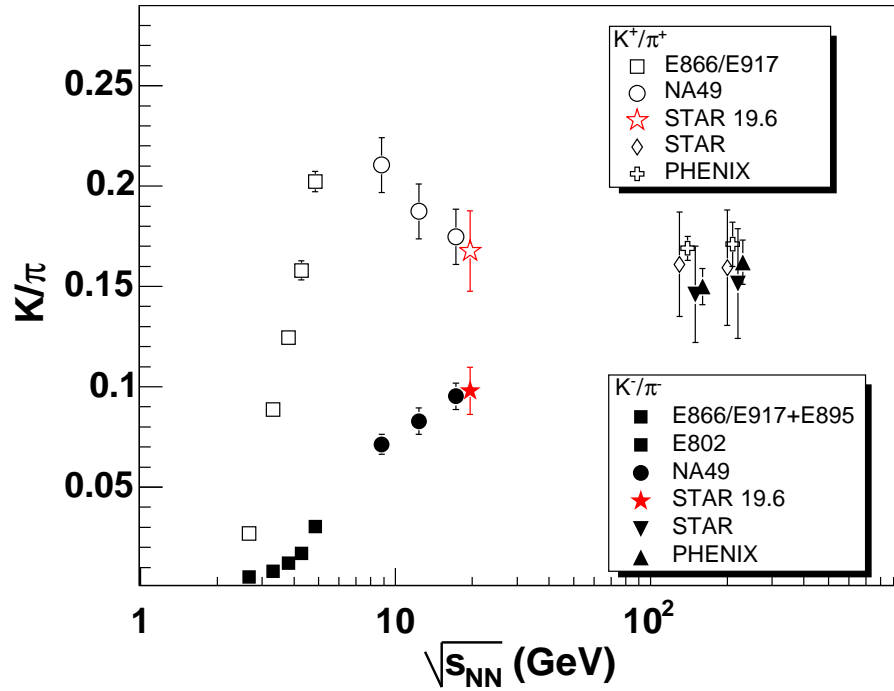 K⁺/π⁺
E866/E917
NA49
STAR 19.6
STAR
PHENIX
K/π
0.25
0.2
0.15
0.1
0.05
K⁻/π⁻
E866/E917+E895
E802
NA49
STAR 19.6
STAR
PHENIX
1 10 10²
√s_NN (GeV)